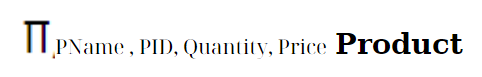 ∏ PName , PID, Quantity, Price Product